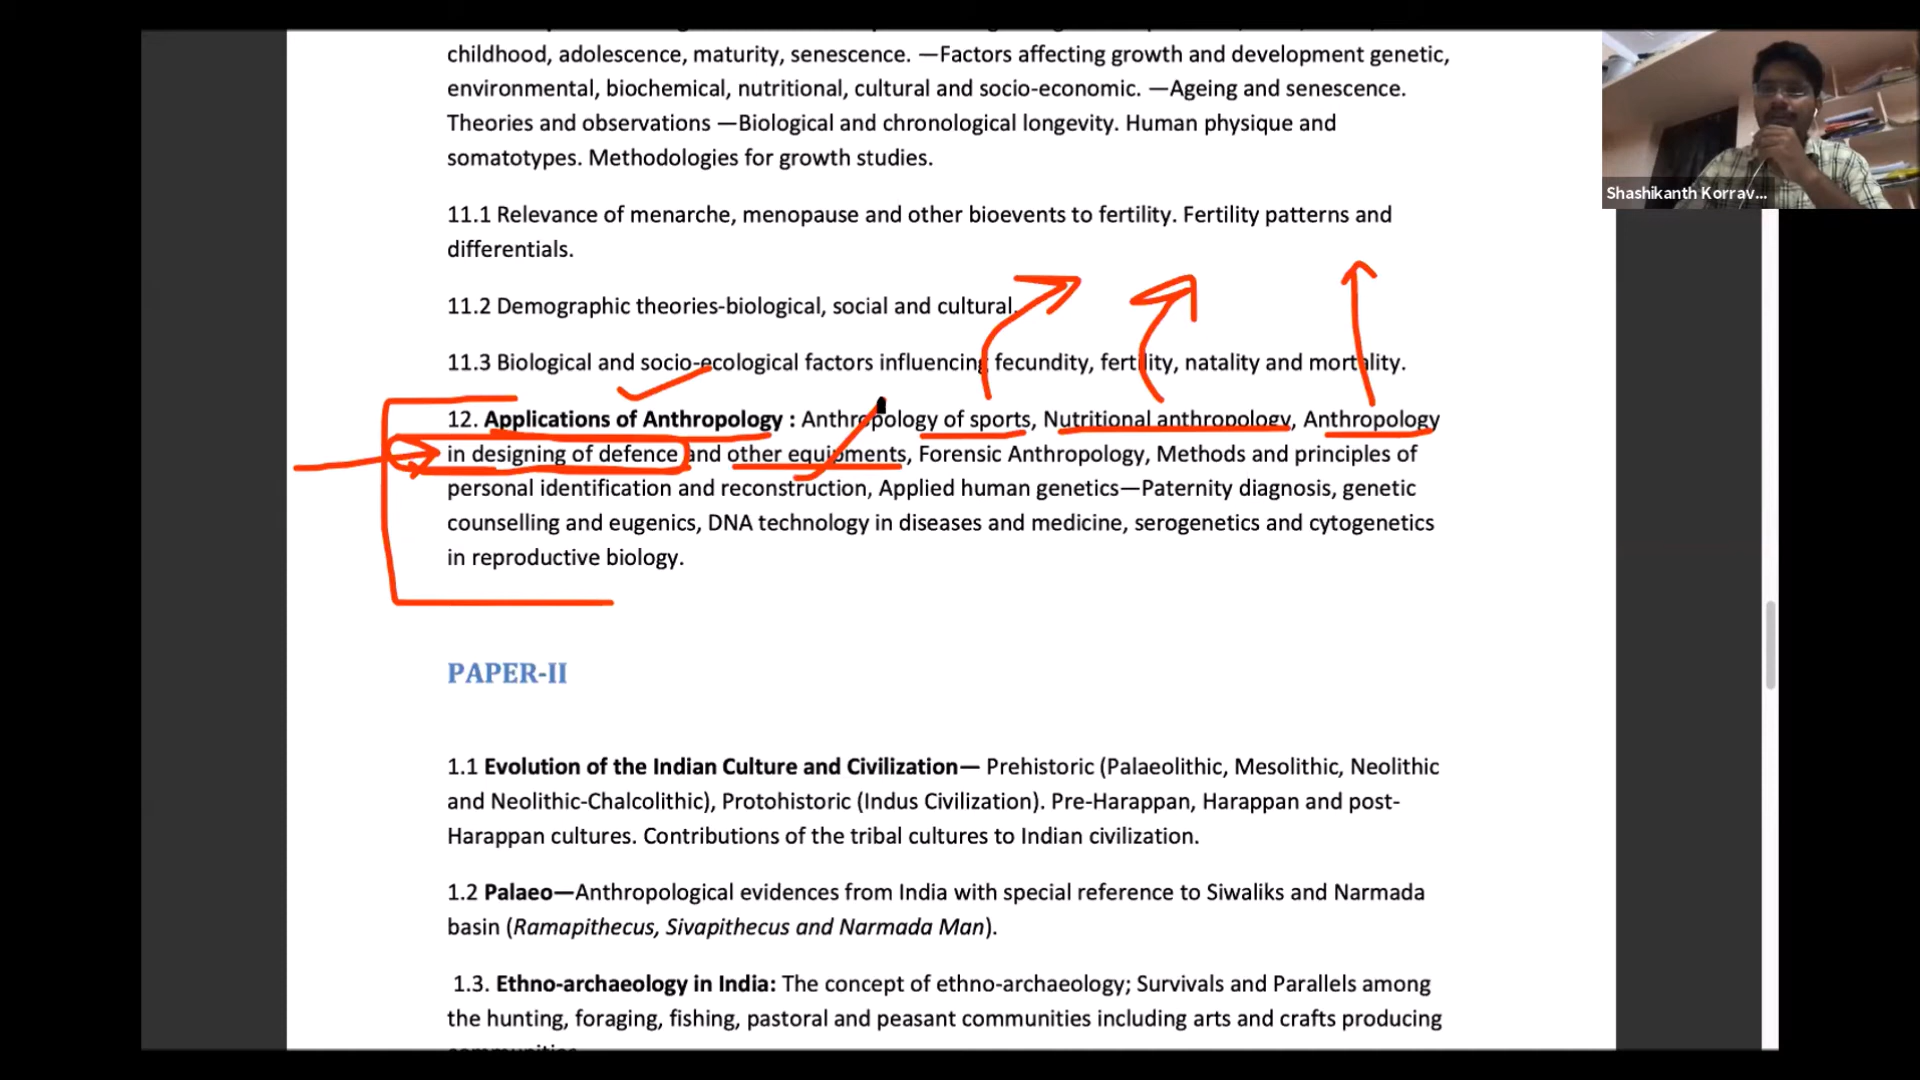 childhood, adolescence, maturity, senescence. —Factors affecting growth and development genetic,
environmental, biochemical, nutritional, cultural and socio-economic. —Ageing and senescence.
Theories and observations —Biological and chronological longevity. Human physique and
somatotypes. Methodologies for growth studies.
Shashikanth Korrav...
11.1 Relevance of menarche, menopause and other bioevents to fertility. Fertility patterns and
differentials.
11.2 Demographic theories-biological, social and cultural.
11.3 Biological and socio-ecological factors influencing fecundity, fertility, natality and mortality.
12. Applications of Anthropology : Anthropology of sports, Nutritional anthropology, Anthropology
in designing of defence and other equipments, Forensic Anthropology, Methods and principles of
personal identification and reconstruction, Applied human genetics—Paternity diagnosis, genetic
counselling and eugenics, DNA technology in diseases and medicine, serogenetics and cytogenetics
in reproductive biology.
PAPER-II
1.1 Evolution of the Indian Culture and Civilization— Prehistoric (Palaeolithic, Mesolithic, Neolithic
and Neolithic-Chalcolithic), Protohistoric (Indus Civilization). Pre-Harappan, Harappan and post-
Harappan cultures. Contributions of the tribal cultures to Indian civilization.
1.2 Palaeo—Anthropological evidences from India with special reference to Siwaliks and Narmada
basin (Ramapithecus, Sivapithecus and Narmada Man).
1.3. Ethno-archaeology in India: The concept of ethno-archaeology; Survivals and Parallels among
the hunting, foraging, fishing, pastoral and peasant communities including arts and crafts producing